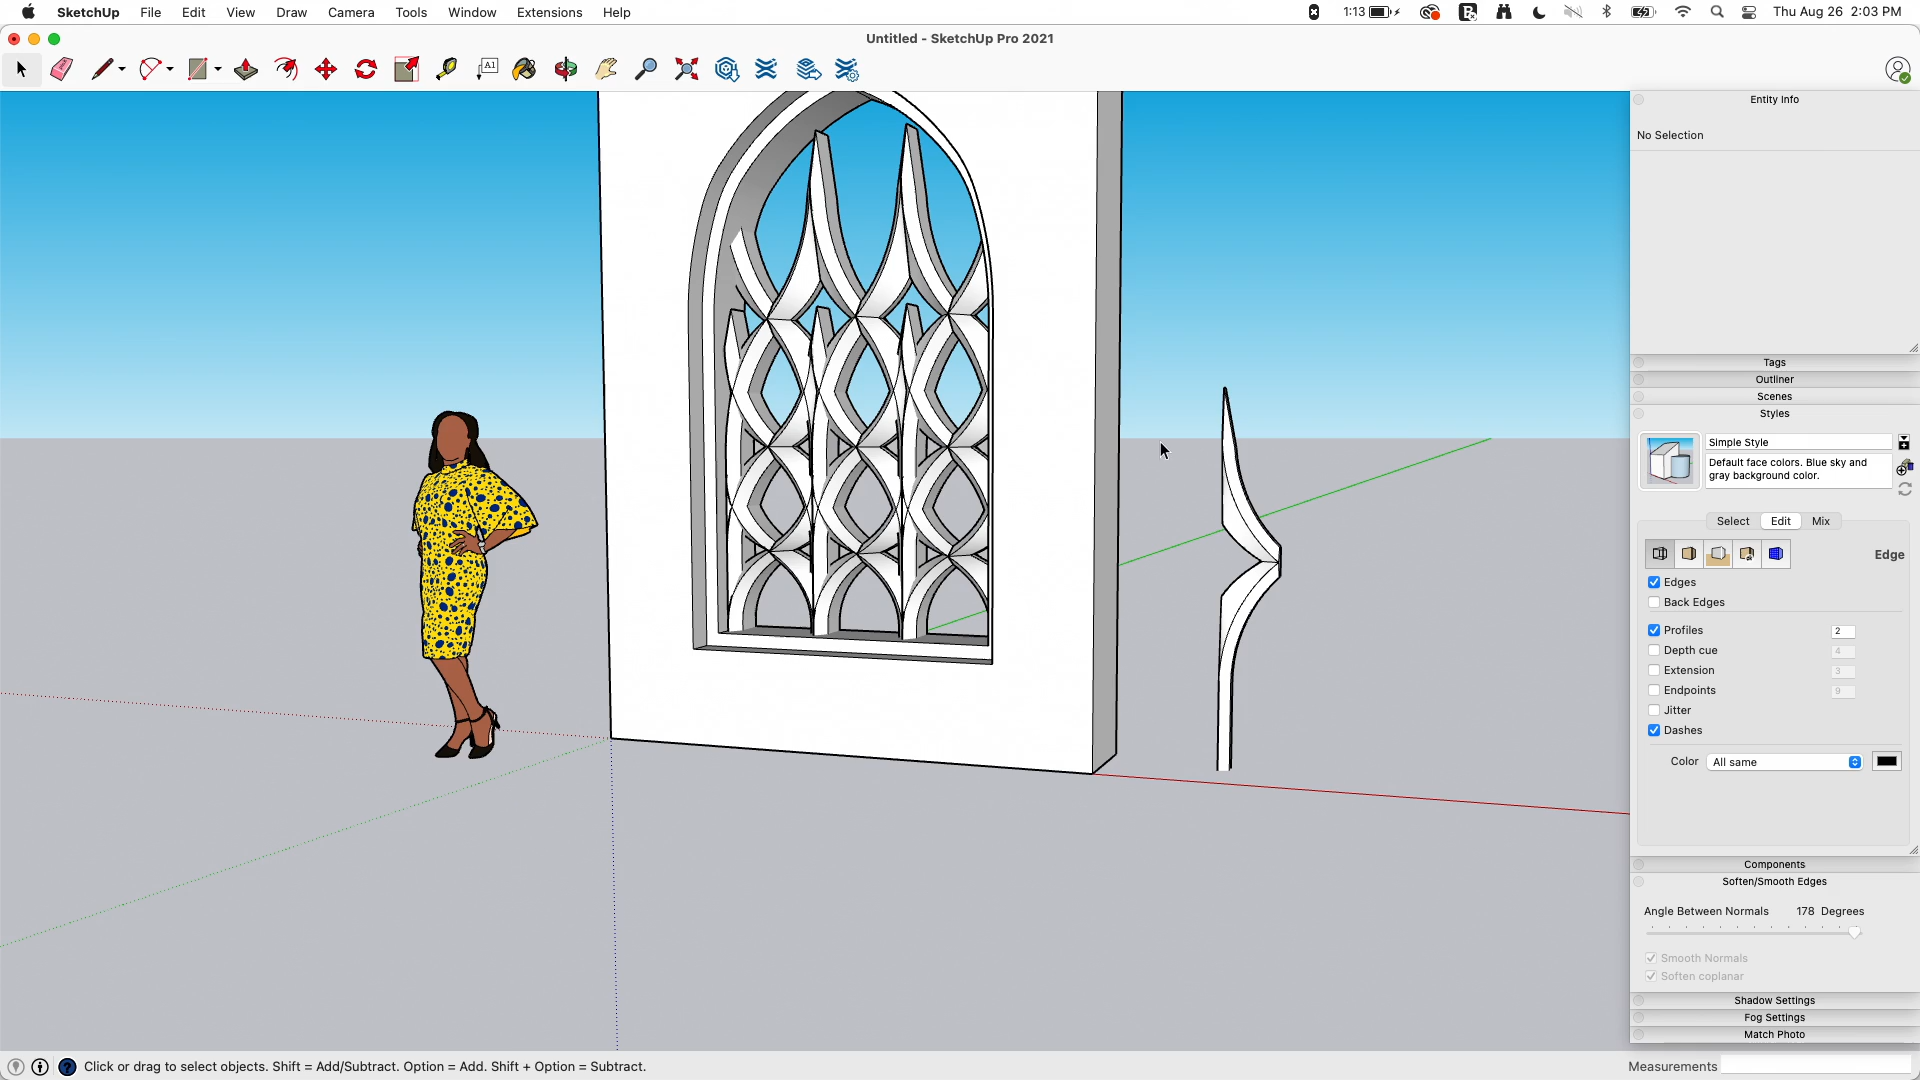 SketchUp File Edit View Draw Camera Tools Window Extensions Help 1:13 Thu Aug 26 2:03 PM
Untitled - SketchUp Pro 2021
A1
Entity Info
No Selection
Tags
Outliner
Scenes
Styles
Simple Style
Default face colors. Blue sky and
gray background color.
Select Edit Mix
Edge
Edges
Back Edges
Profiles 2
Depth cue 4
Extension 3
Endpoints 9
Jitter
Dashes
Color All same
Components
Soften/Smooth Edges
Angle Between Normals 178 Degrees
Smooth Normals
Soften coplanar
Shadow Settings
Fog Settings
Match Photo
Click or drag to select objects. Shift = Add/Subtract. Option = Add. Shift + Option = Subtract. Measurements